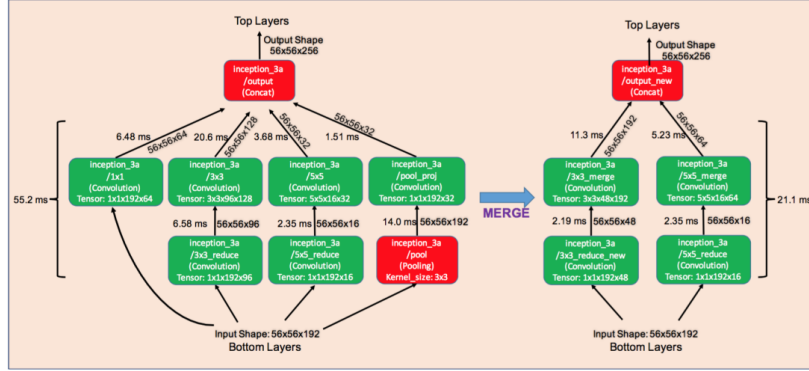 Top Layers
Output Shape
56x56x256
inception_3a
/output
(Concat)
6.48 ms
56x56x64
20.6 ms
56x56x128
3.68 ms
56x56x32
1.51 ms
56x56x32
55.2 ms
inception_3a
/1x1
(Convolution)
Tensor: 1x1x192x64
inception_3a
/3x3
(Convolution)
Tensor: 3x3x96x128
inception_3a
/5x5
(Convolution)
Tensor: 5x5x16x32
inception_3a
/pool_proj
(Convolution)
Tensor: 1x1x192x32
6.58 ms
56x56x96
2.35 ms
56x56x16
14.0 ms
56x56x192
inception_3a
/3x3_reduce
(Convolution)
Tensor: 1x1x192x96
inception_3a
/5x5_reduce
(Convolution)
Tensor: 1x1x192x16
inception_3a
/pool
(Pooling)
Kernel_size: 3x3
Input Shape: 56x56x192
Bottom Layers
MERGE
Top Layers
Output Shape
56x56x256
inception_3a
/output_new
(Concat)
11.3 ms
56x56x192
5.23 ms
56x56x64
inception_3a
/3x3_merge
(Convolution)
Tensor: 3x3x48x192
inception_3a
/5x5_merge
(Convolution)
Tensor: 5x5x16x64
21.1 ms
2.19 ms
56x56x48
2.35 ms
56x56x16
inception_3a
/3x3_reduce_new
(Convolution)
Tensor: 1x1x192x48
inception_3a
/5x5_reduce
(Convolution)
Tensor: 1x1x192x16
Input Shape: 56x56x192
Bottom Layers